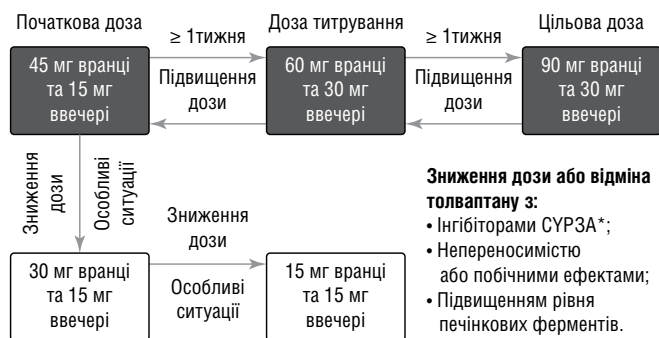 Початкова доза
Доза титрування
Цільова доза
45 мг вранці
та 15 мг
ввечері
≥ 1тижня
Підвищення
дози
60 мг вранці
та 30 мг
ввечері
≥ 1тижня
Підвищення
дози
90 мг вранці
та 30 мг
ввечері
Зниження
дози
Особливі
ситуації
30 мг вранці
та 15 мг
ввечері
Зниження
дози
Особливі
ситуації
15 мг вранці
та 15 мг
ввечері
Зниження дози або відміна
толваптану з:
• Інгібіторами CYP3A*;
• Непереносимістю
або побічними ефектами;
• Підвищенням рівня
печінкових ферментів.